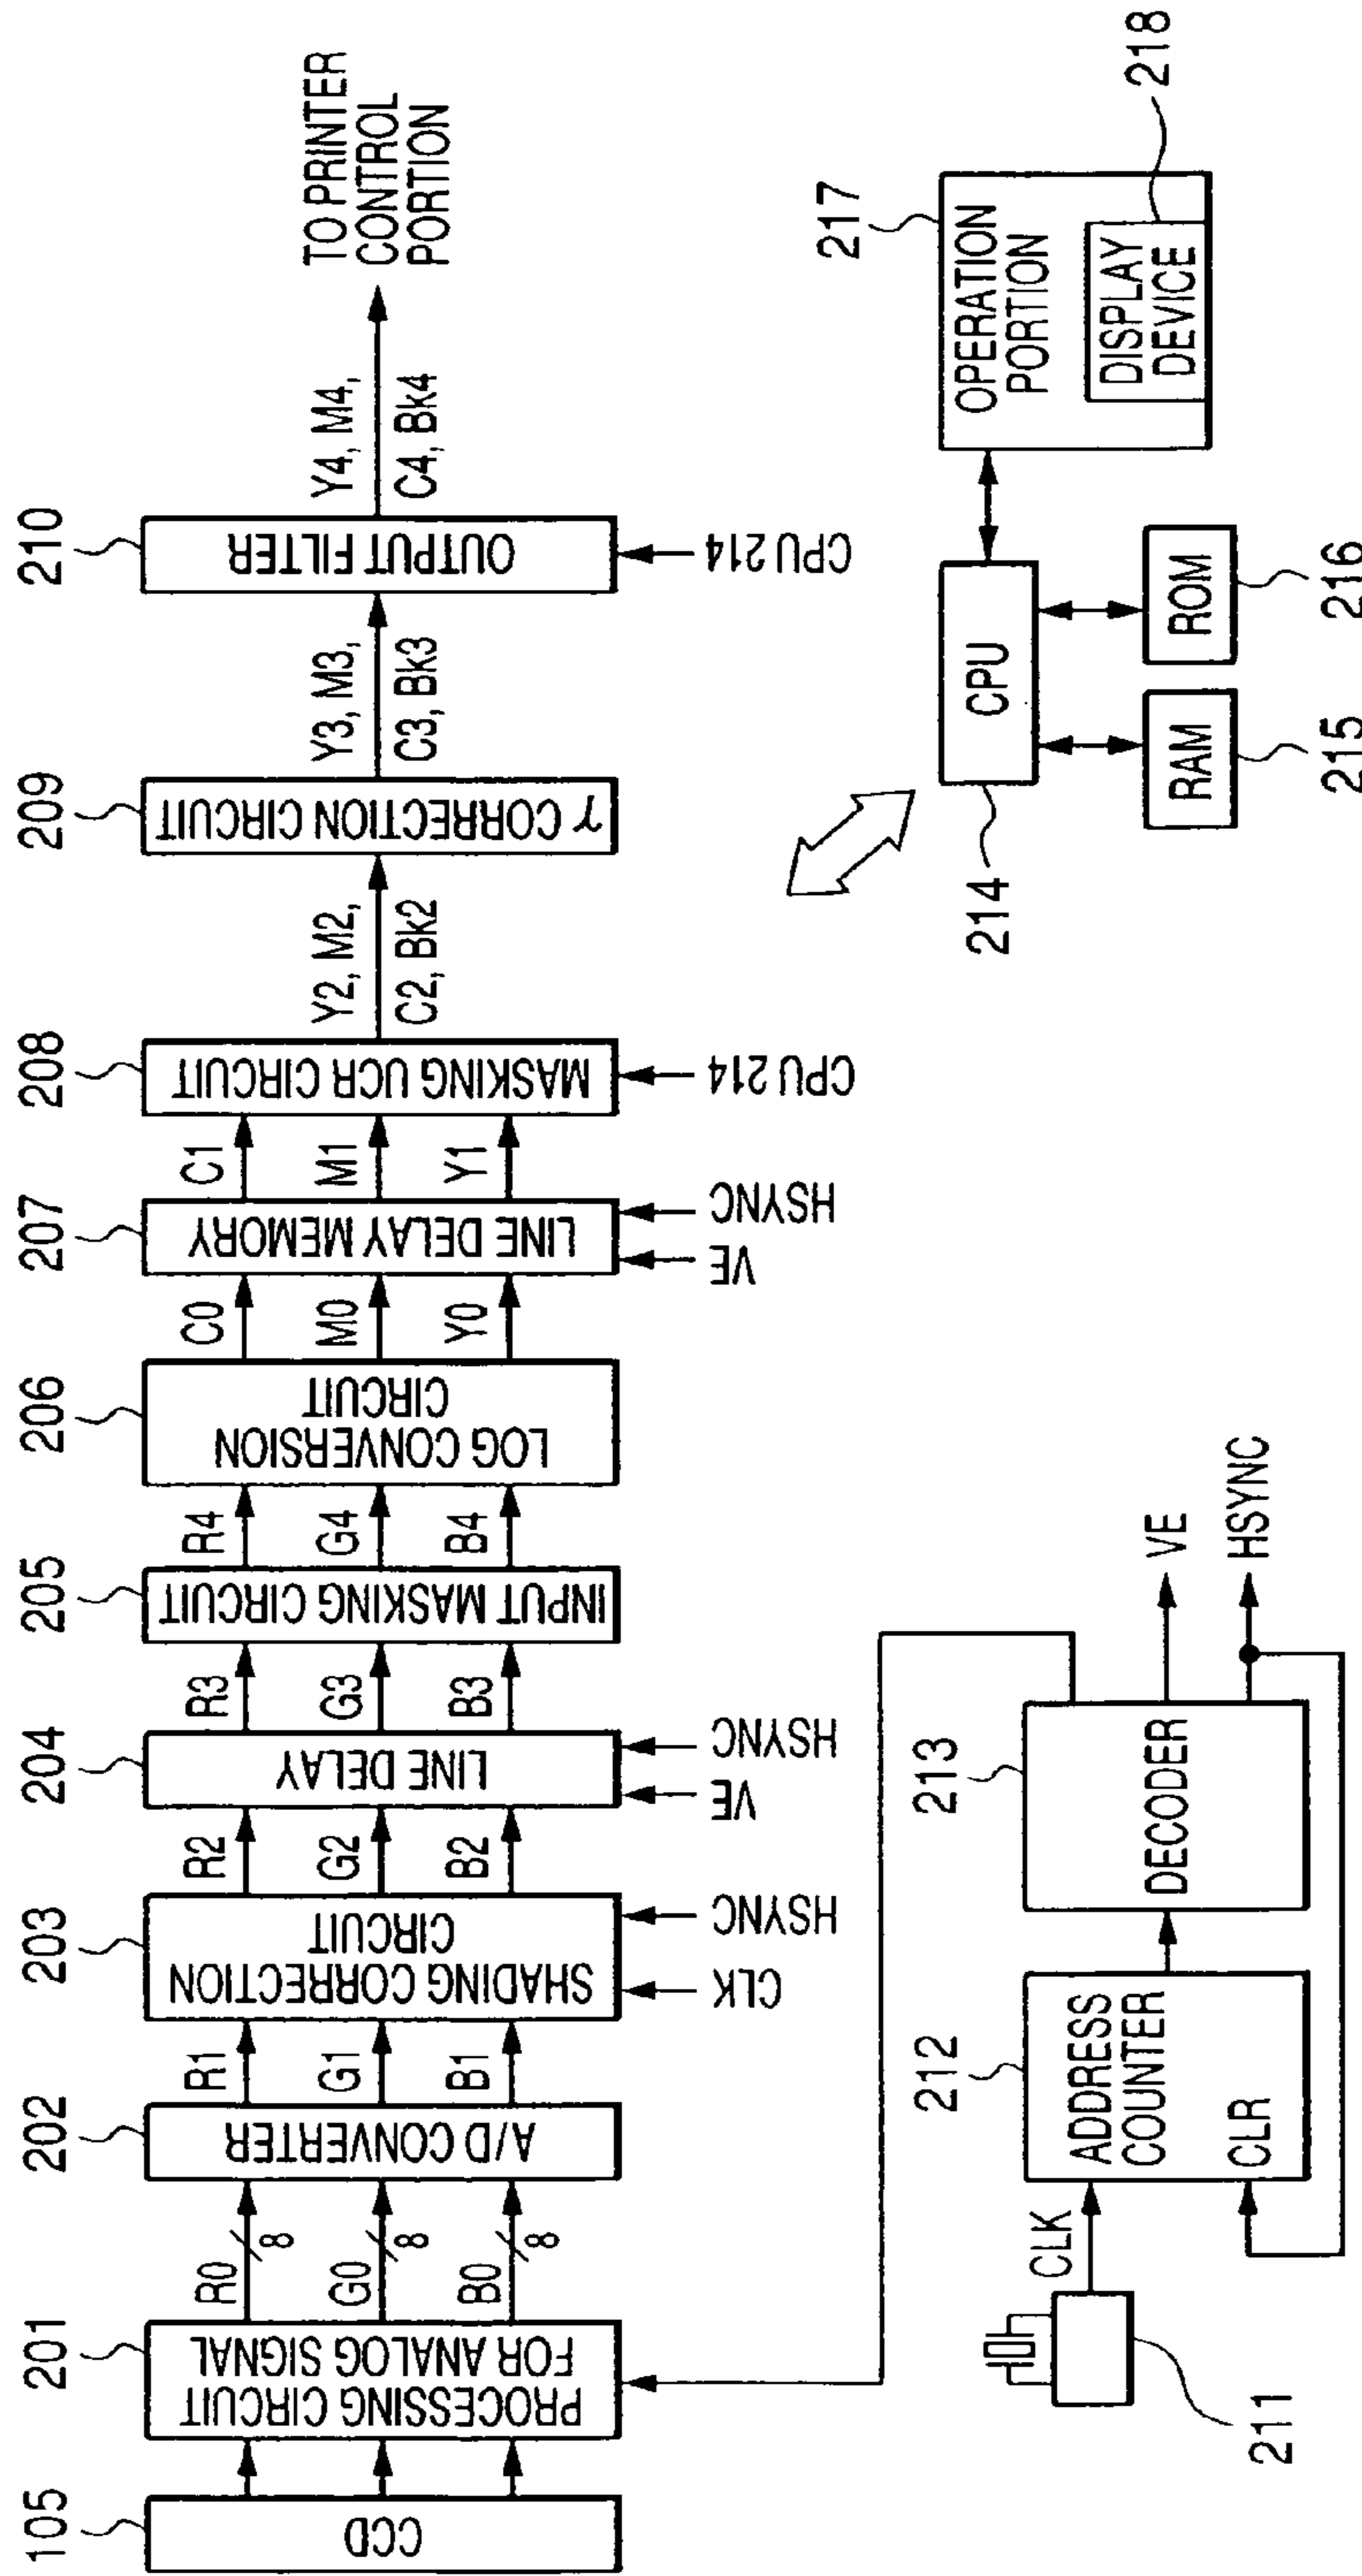 105
CCD
201
PROCESSING CIRCUIT
FOR ANALOG SIGNAL
R0
8
G0
8
B0
8
202
A/D CONVERTER
R1
G1
B1
203
SHADING CORRECTION
CIRCUIT
CLK
HSYNC
R2
G2
B2
204
LINE DELAY
VE
HSYNC
R3
G3
B3
205
INPUT MASKING CIRCUIT
R4
G4
B4
206
LOG CONVERSION
CIRCUIT
C0
M0
Y0
207
LINE DELAY MEMORY
VE
HSYNC
C1
M1
Y1
208
MASKING UCR CIRCUIT
CPU 214
Y2, M2,
C2, Bk2
209
γ CORRECTION CIRCUIT
Y3, M3,
C3, Bk3
210
OUTPUT FILTER
CPU 214
Y4, M4,
C4, Bk4
TO PRINTER
CONTROL
PORTION
211
CLK
212
ADDRESS
COUNTER
CLR
213
DECODER
VE
HSYNC
214
CPU
RAM
215
ROM
216
217
OPERATION
PORTION
DISPLAY
DEVICE
218